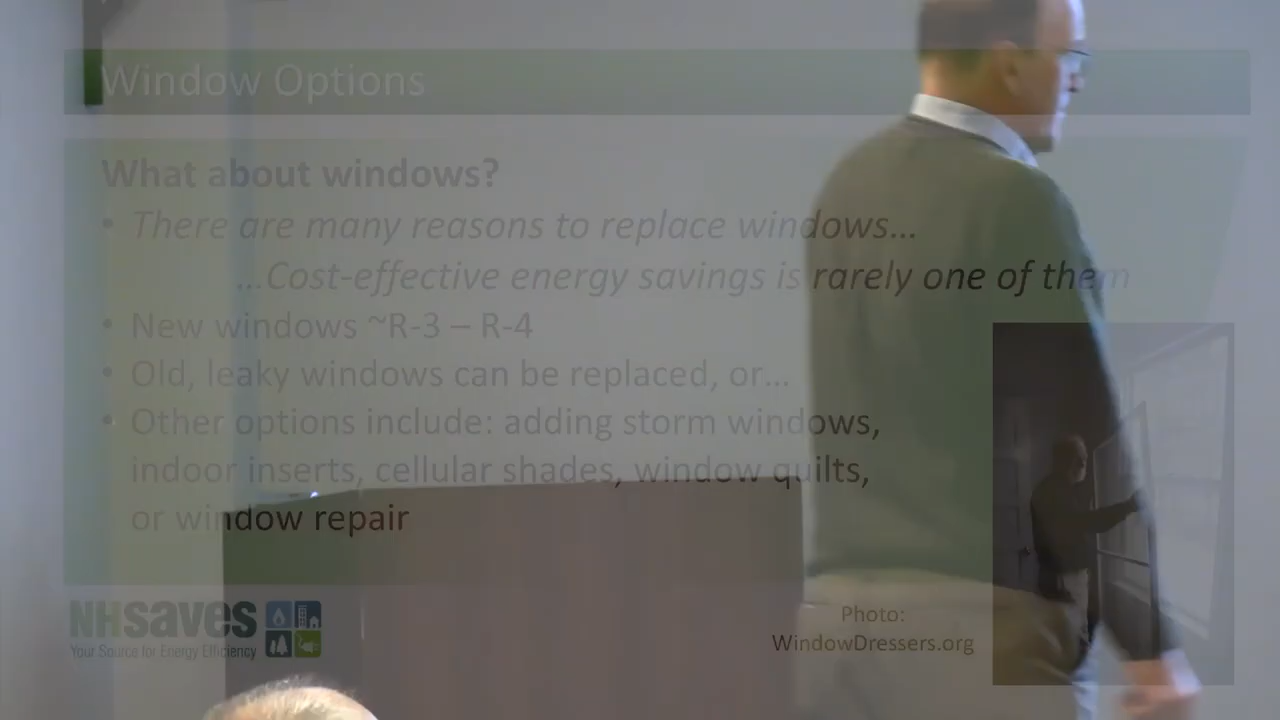 Window Options
What about windows?
• There are many reasons to replace windows...
...Cost-effective energy savings is rarely one of them
• New windows ~R-3 – R-4
• Old, leaky windows can be replaced, or...
• Other options include: adding storm windows,
indoor inserts, cellular shades, window quilts,
or window repair
NHsaves
Your Source for Energy Efficiency
Photo:
WindowDressers.org